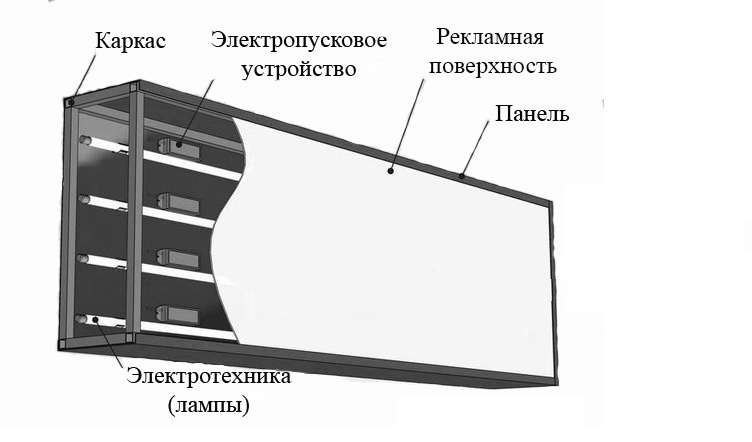 Каркас
Электропусковое
устройство
Рекламная
поверхность
Панель
Электротехника
(лампы)